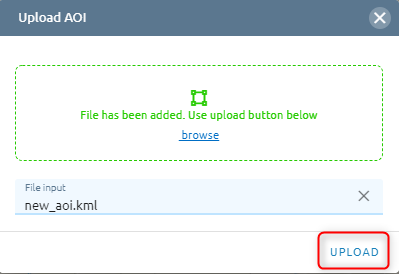 Upload AOI
File has been added. Use upload button below
browse
File input
new_aoi.kml
UPLOAD